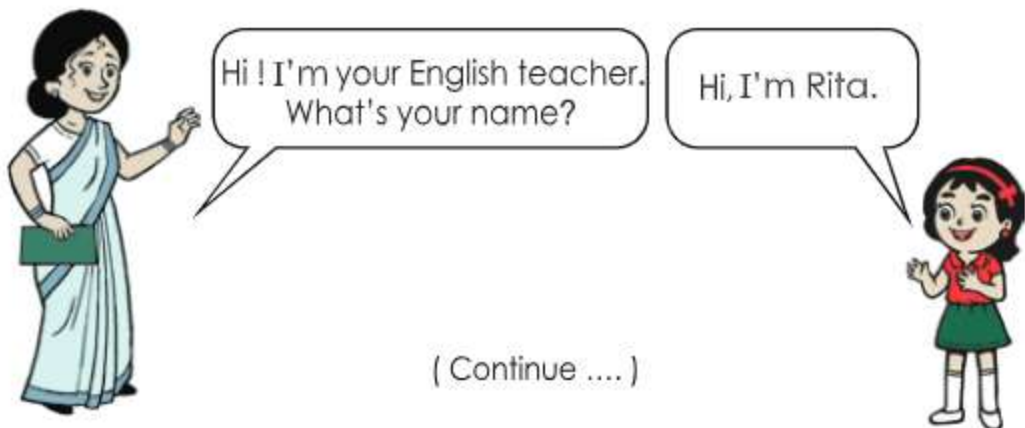 Hi ! I'm your English teacher.
What's your name?
Hi, I'm Rita.
( Continue .... )